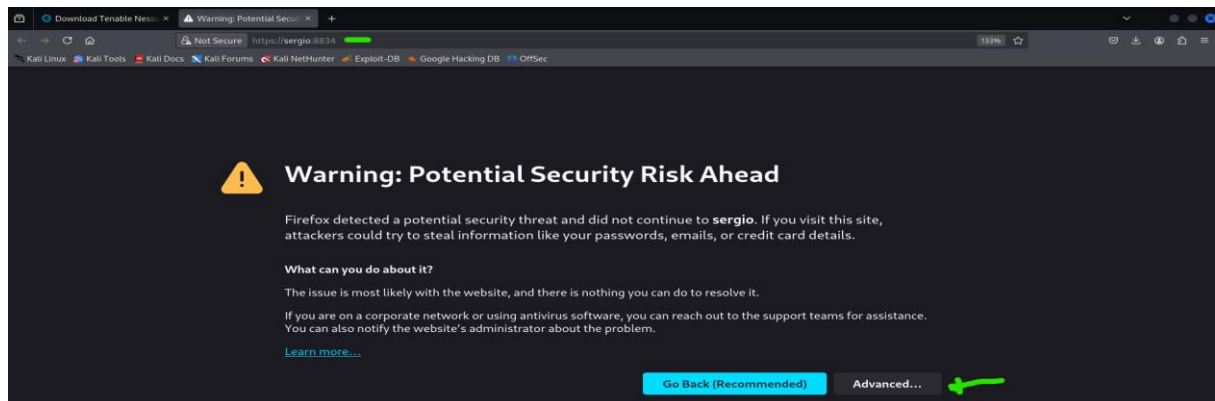 Download Tenable Nessu
Warning: Potential Securi
Not Secure https://sergio:8834
133%
Kali Linux Kali Tools Kali Docs Kali Forums Kali NetHunter Exploit-DB Google Hacking DB OffSec
Warning: Potential Security Risk Ahead
Firefox detected a potential security threat and did not continue to sergio. If you visit this site,
attackers could try to steal information like your passwords, emails, or credit card details.
What can you do about it?
The issue is most likely with the website, and there is nothing you can do to resolve it.
If you are on a corporate network or using antivirus software, you can reach out to the support teams for assistance.
You can also notify the website's administrator about the problem.
Learn more...
Go Back (Recommended) Advanced...